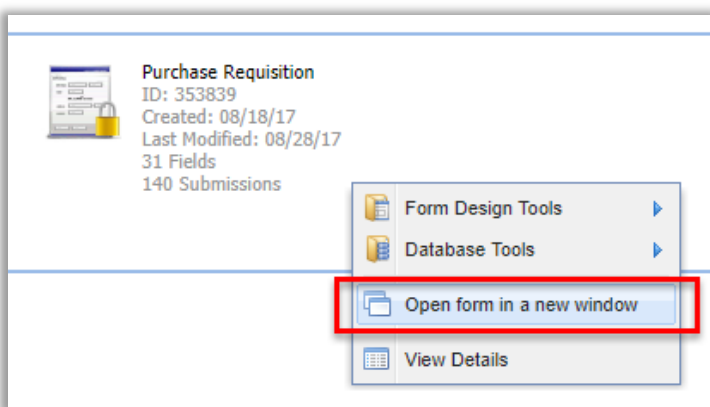 Purchase Requisition
ID: 353839
Created: 08/18/17
Last Modified: 08/28/17
31 Fields
140 Submissions
Form Design Tools
Database Tools
Open form in a new window
View Details